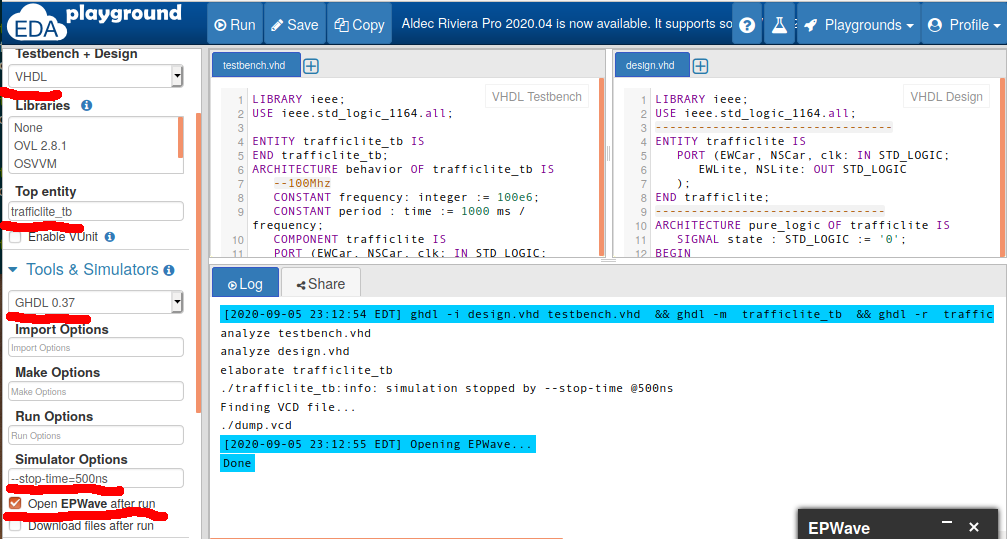 EDA playground
Run
Save
Copy
Aldec Riviera Pro 2020.04 is now available. It supports so
?
Playgrounds
Profile
Testbench + Design
VHDL
Libraries
None
OVL 2.8.1
OSVVM
Top entity
trafficlite_tb
Enable VUnit
Tools & Simulators
GHDL 0.37
Import Options
Import Options
Make Options
Make Options
Run Options
Run Options
Simulator Options
--stop-time=500ns
Open EPWave after run
Download files after run
testbench.vhd
VHDL Testbench
1 LIBRARY ieee;
2 USE ieee.std_logic_1164.all;
3
4 ENTITY trafficlite_tb IS
5 END trafficlite_tb;
6 ARCHITECTURE behavior OF trafficlite_tb IS
7 --100Mhz
8 CONSTANT frequency: integer := 100e6;
9 CONSTANT period : time := 1000 ms /
frequency;
10 COMPONENT trafficlite IS
11 PORT (EWCar, NSCar, clk: IN STD_LOGIC;
design.vhd
VHDL Design
1 LIBRARY ieee;
2 USE ieee.std_logic_1164.all;
3 --------------------------------
4 ENTITY trafficlite IS
5 PORT (EWCar, NSCar, clk: IN STD_LOGIC;
6 EWLite, NSLite: OUT STD_LOGIC
7 );
8 END trafficlite;
9 -------------------------------
10 ARCHITECTURE pure_logic OF trafficlite IS
11 SIGNAL state : STD_LOGIC := '0';
12 BEGIN
Log
Share
[2020-09-05 23:12:54 EDT] ghdl -i design.vhd testbench.vhd && ghdl -m trafficlite_tb && ghdl -r traffic
analyze testbench.vhd
analyze design.vhd
elaborate trafficlite_tb
./trafficlite_tb:info: simulation stopped by --stop-time @500ns
Finding VCD file...
./dump.vcd
[2020-09-05 23:12:55 EDT] Opening EPWave...
Done
EPWave